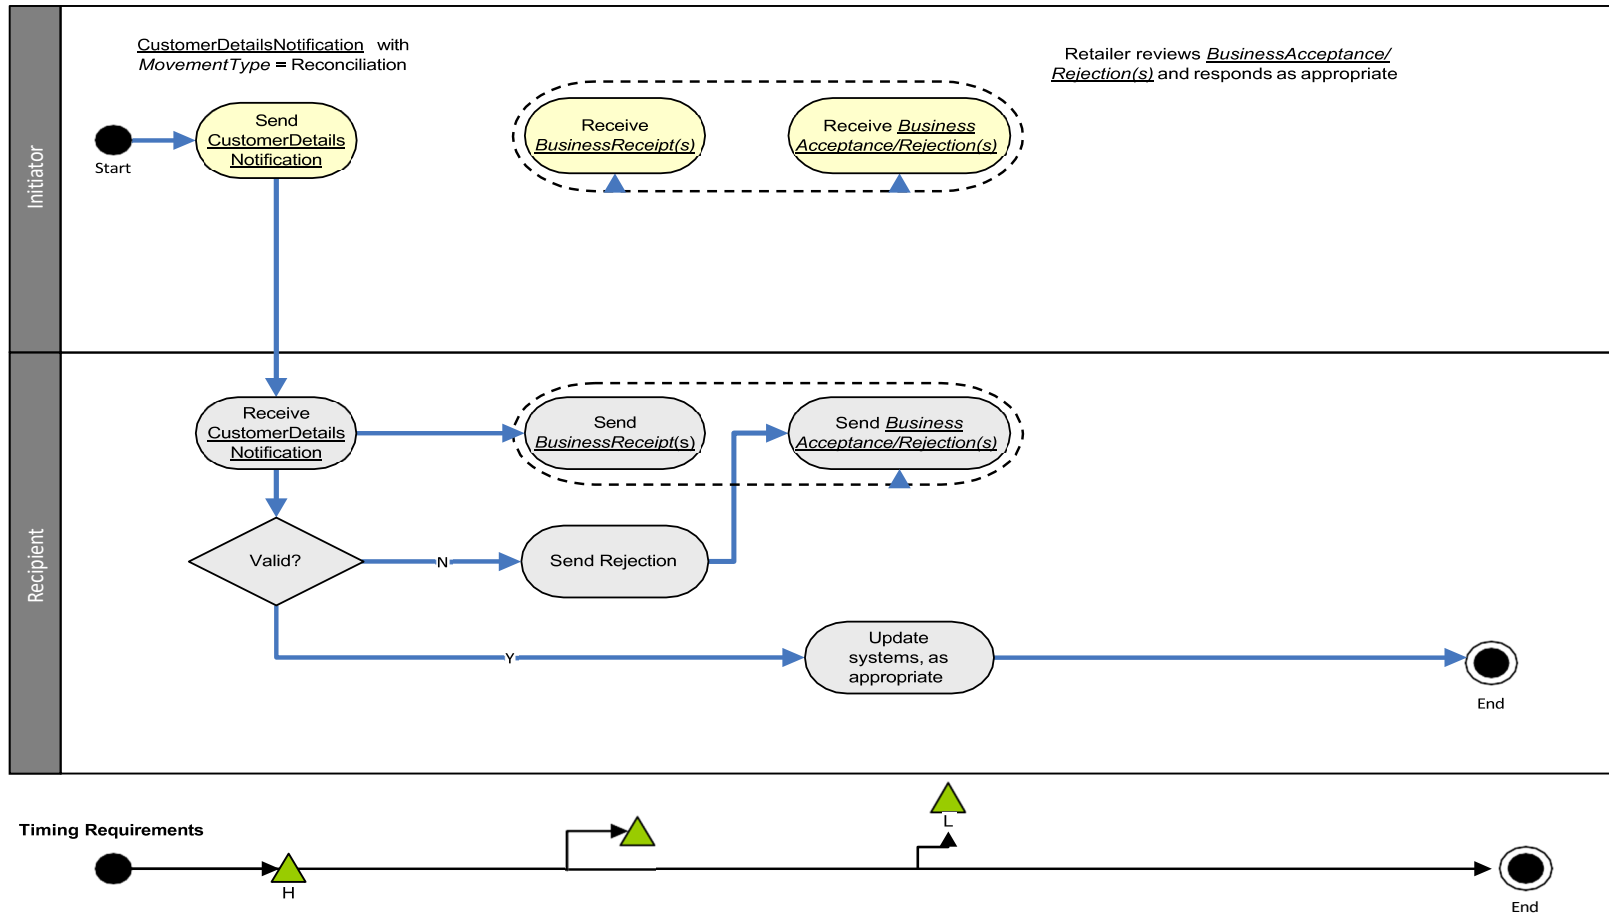 Initiator
CustomerDetailsNotification with
MovementType = Reconciliation
Retailer reviews BusinessAcceptance/
Rejection(s) and responds as appropriate
Start
Send
CustomerDetails
Notification
Receive
BusinessReceipt(s)
Receive Business
Acceptance/Rejection(s)
Recipient
Receive
CustomerDetails
Notification
Send
BusinessReceipt(s)
Send Business
Acceptance/Rejection(s)
Valid?
N
Send Rejection
Y
Update
systems, as
appropriate
End
Timing Requirements
H
L
End